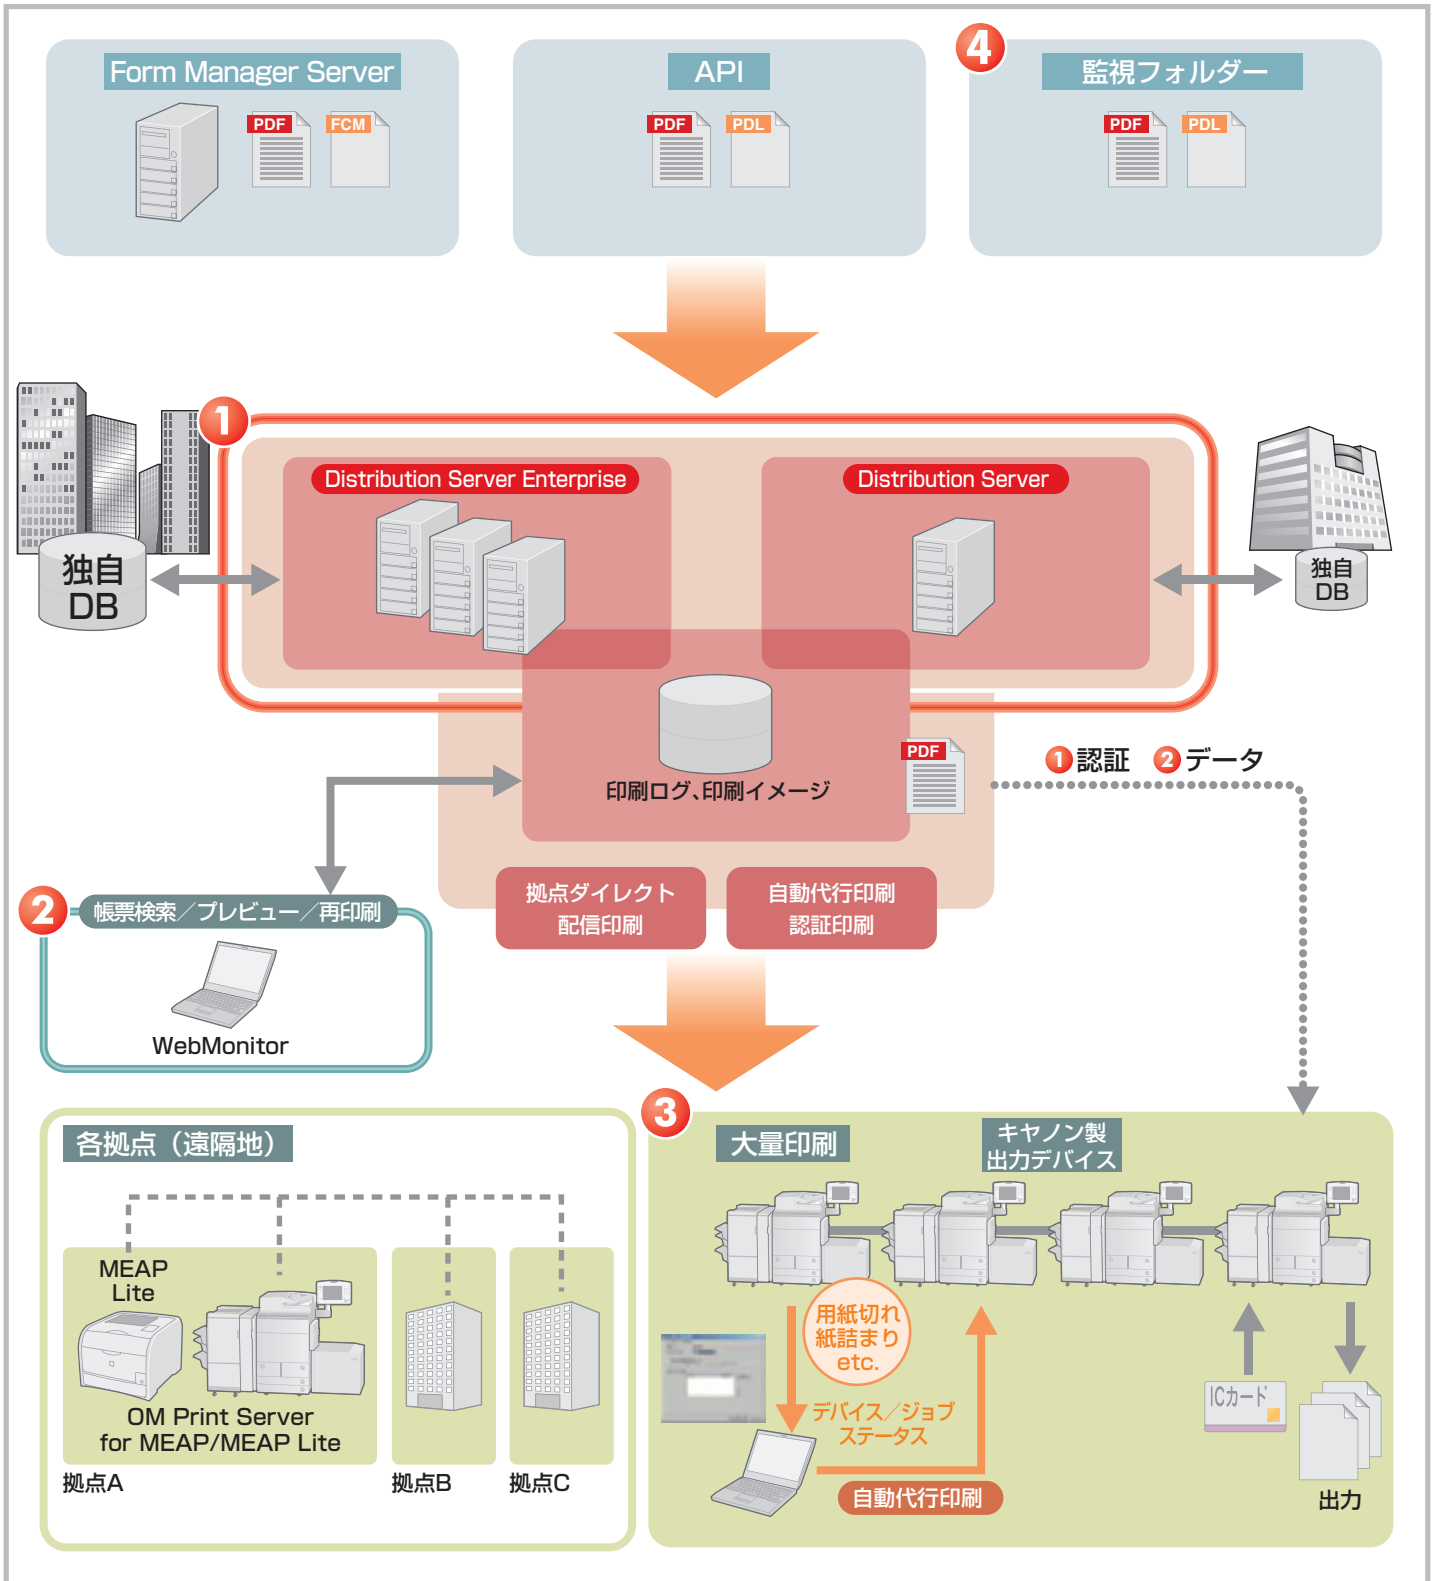 Form Manager Server
PDF
FCM
API
PDF
PDL
4
監視フォルダー
PDF
PDL
1
Distribution Server Enterprise
Distribution Server
独自
DB
独自
DB
印刷ログ、印刷イメージ
PDF
1 認証 2 データ
拠点ダイレクト
配信印刷
自動代行印刷
認証印刷
2
帳票検索／プレビュー／再印刷
WebMonitor
各拠点（遠隔地）
MEAP
Lite
OM Print Server
for MEAP/MEAP Lite
拠点A
拠点B
拠点C
3
大量印刷
キヤノン製
出力デバイス
用紙切れ
紙詰まり
etc.
デバイス／ジョブ
ステータス
自動代行印刷
ICカード
出力